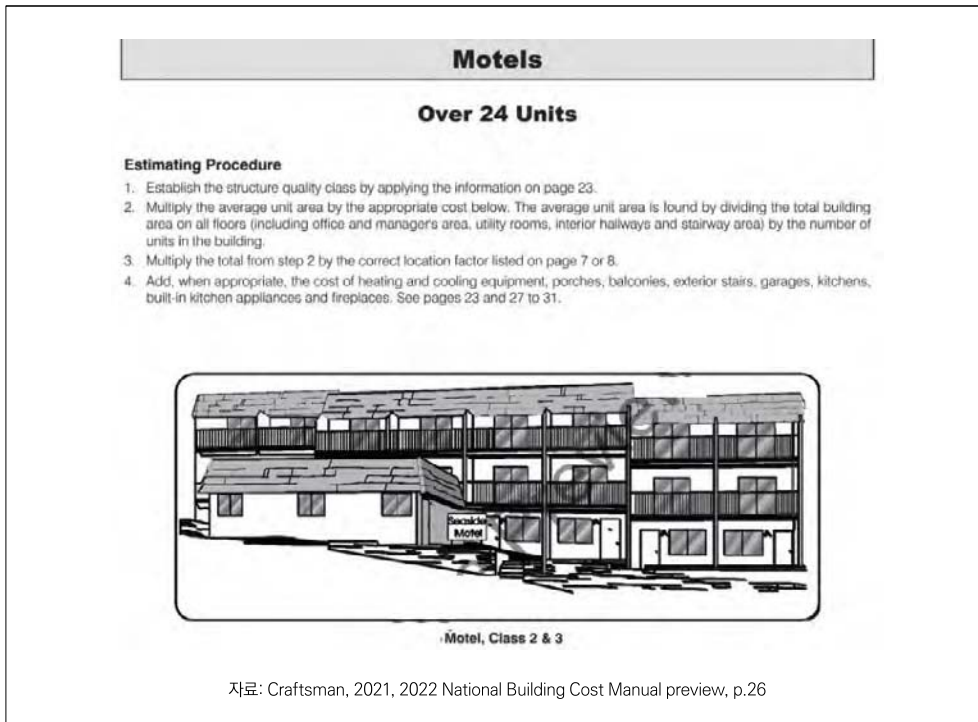 Motels
Over 24 Units
Estimating Procedure
1. Establish the structure quality class by applying the information on page 23.
2. Multiply the average unit area by the appropriate cost below. The average unit area is found by dividing the total building
area on all floors (including office and manager's area, utility rooms, interior hallways and stairway area) by the number of
units in the building.
3. Multiply the total from step 2 by the correct location factor listed on page 7 or 8.
4. Add, when appropriate, the cost of heating and cooling equipment, porches, balconies, exterior stairs, garages, kitchens,
built-in kitchen appliances and fireplaces. See pages 23 and 27 to 31.
Seaside
Motel
Motel, Class 2 & 3
자료: Craftsman, 2021, 2022 National Building Cost Manual preview, p.26